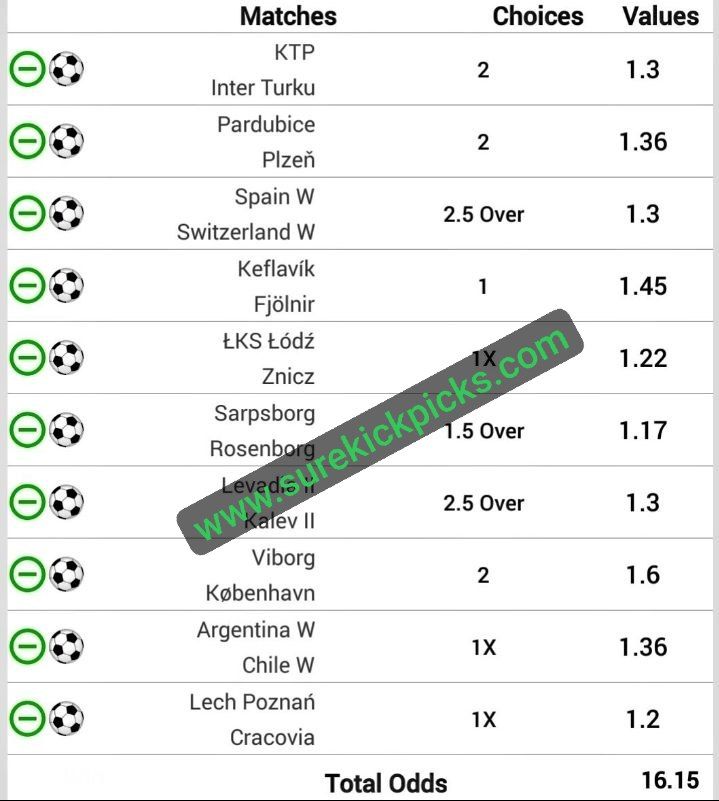 Matches Choices Values
KTP
2 1.3
Inter Turku
Pardubice
2 1.36
Plzeň
Spain W
2.5 Over 1.3
Switzerland W
Keflavík
1 1.45
Fjölnir
ŁKS Łódź
1X 1.22
Znicz
Sarpsborg
1.5 Over 1.17
Rosenborg
www.surekickpicks.com
Levadia II
2.5 Over 1.3
Kalev II
Viborg
2 1.6
København
Argentina W
1X 1.36
Chile W
Lech Poznań
1X 1.2
Cracovia
Total Odds 16.15